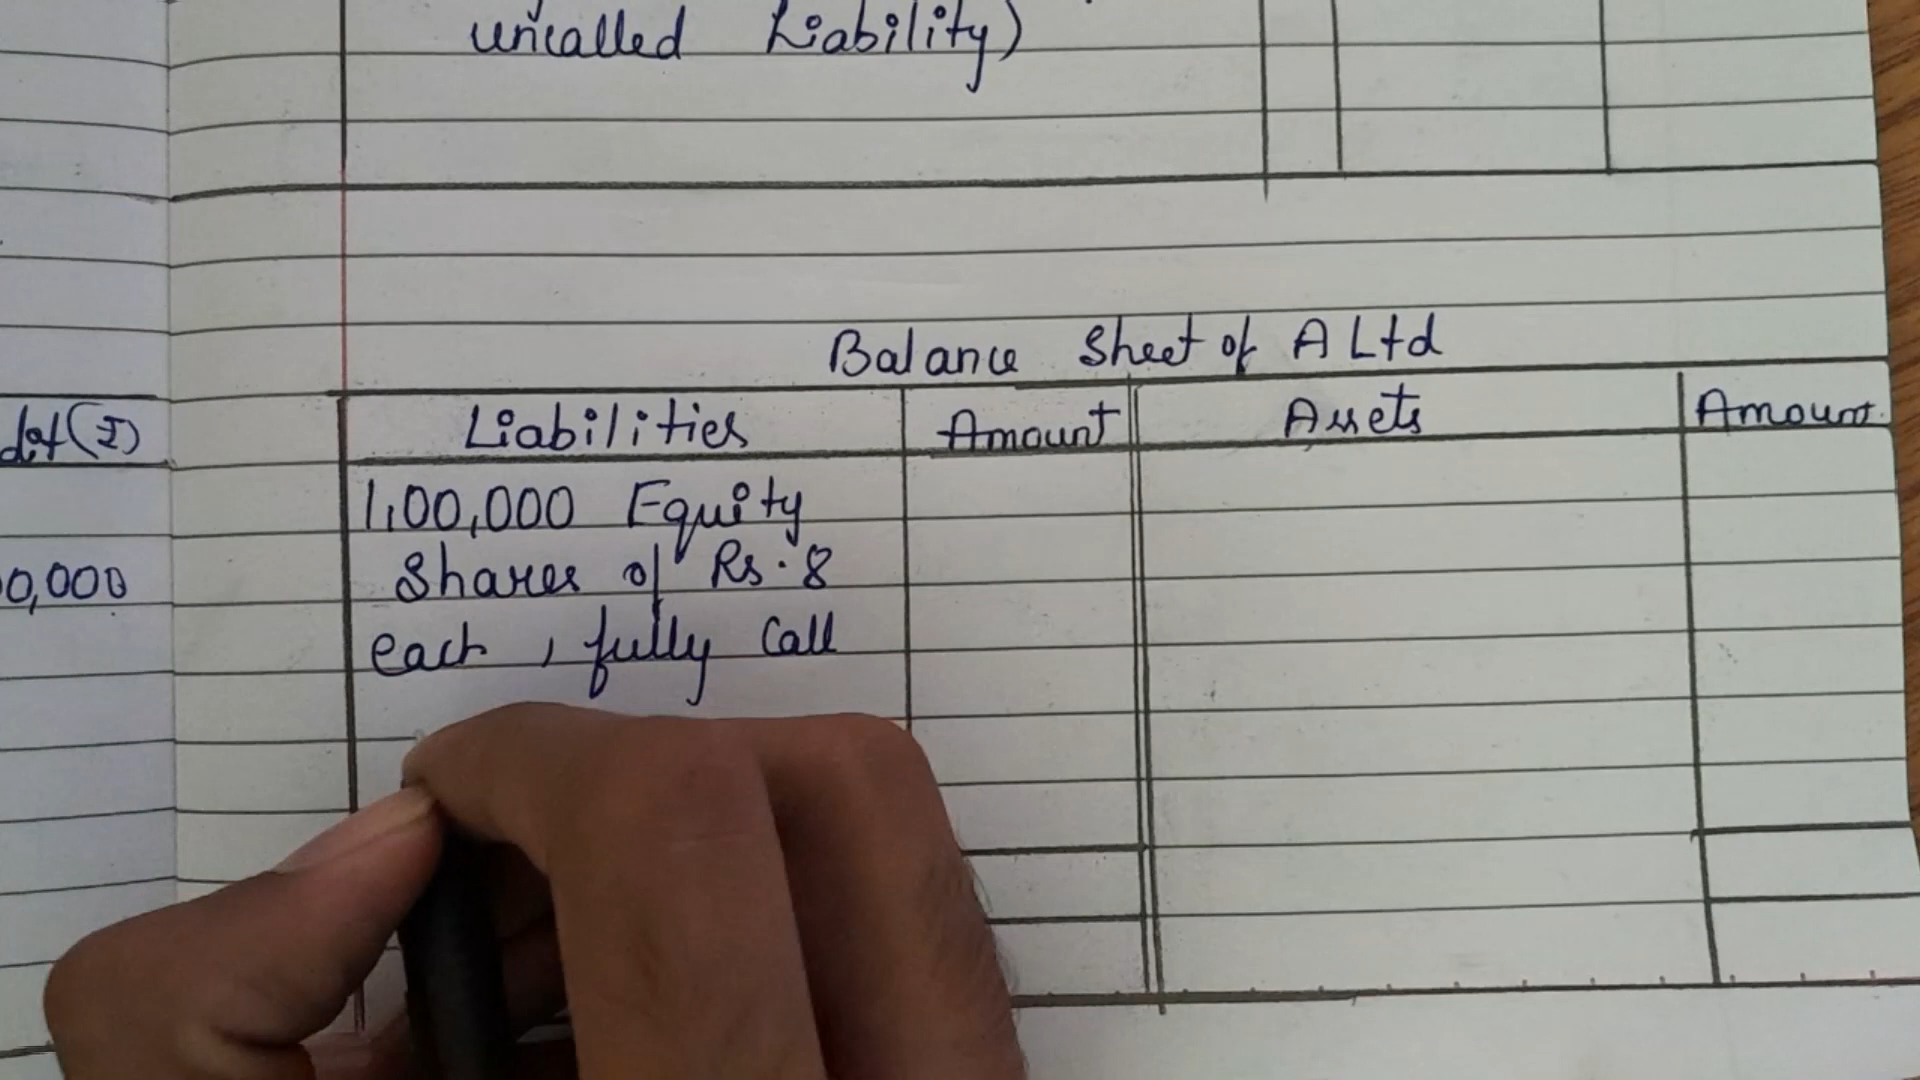 uncalled Liability)
Balance Sheet of A Ltd
Liabilities Amount Assets Amount
1,00,000 Equity
Shares of Rs. 8
each, fully Call
0,000